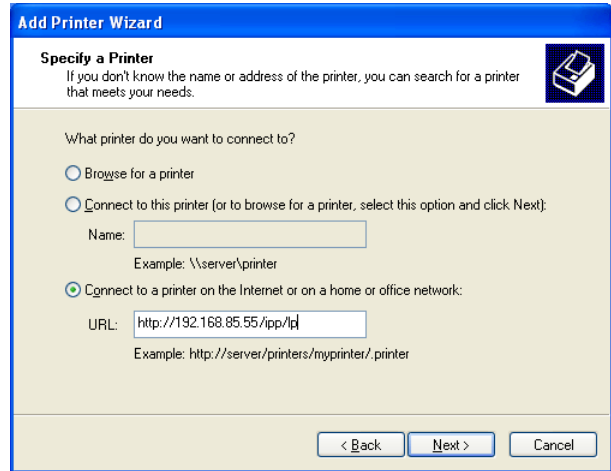 Add Printer Wizard
Specify a Printer
If you don't know the name or address of the printer, you can search for a printer
that meets your needs.
What printer do you want to connect to?
Browse for a printer
Connect to this printer (or to browse for a printer, select this option and click Next):
Name:
Example: \\server\printer
Connect to a printer on the Internet or on a home or office network:
URL: http://192.168.85.55/ipp/lp
Example: http://server/printers/myprinter/.printer
< Back Next > Cancel